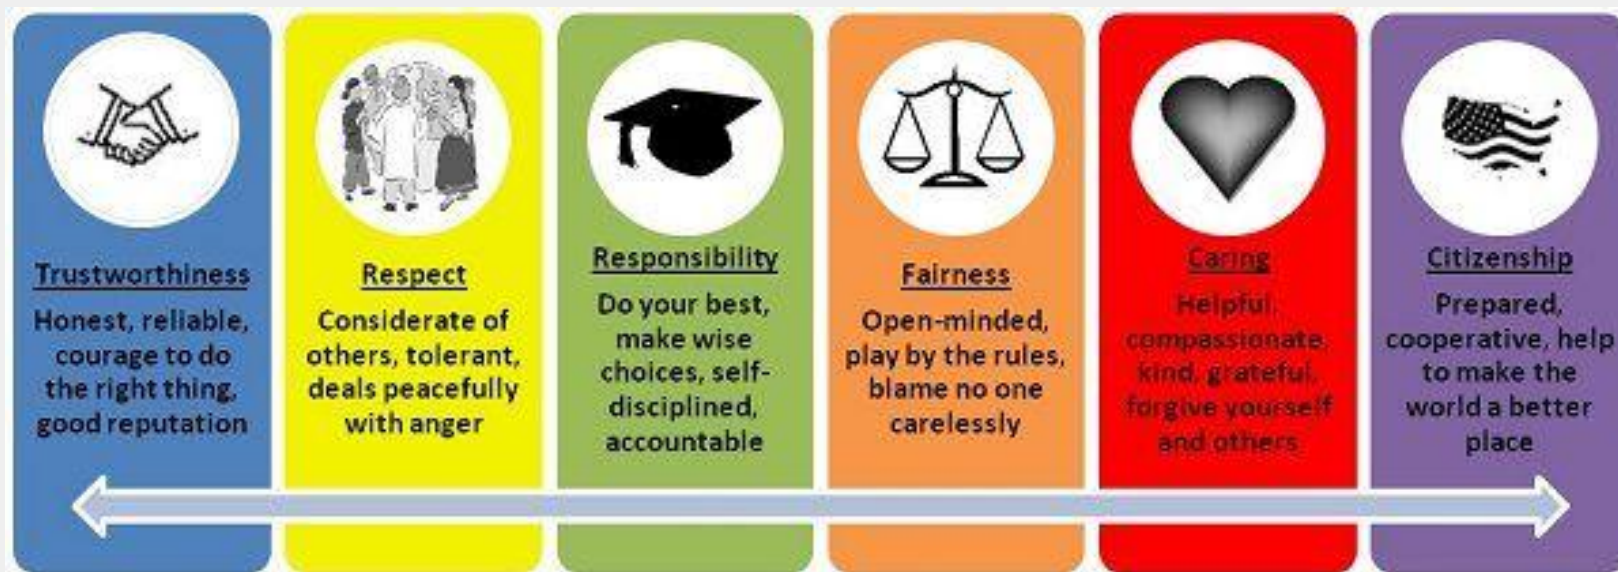 Trustworthiness
Honest, reliable,
courage to do
the right thing,
good reputation
Respect
Considerate of
others, tolerant,
deals peacefully
with anger
Responsibility
Do your best,
make wise
choices, self-
disciplined,
accountable
Fairness
Open-minded,
play by the rules,
blame no one
carelessly
Caring
Helpful,
compassionate,
kind, grateful,
forgive yourself
and others
Citizenship
Prepared,
cooperative, help
to make the
world a better
place